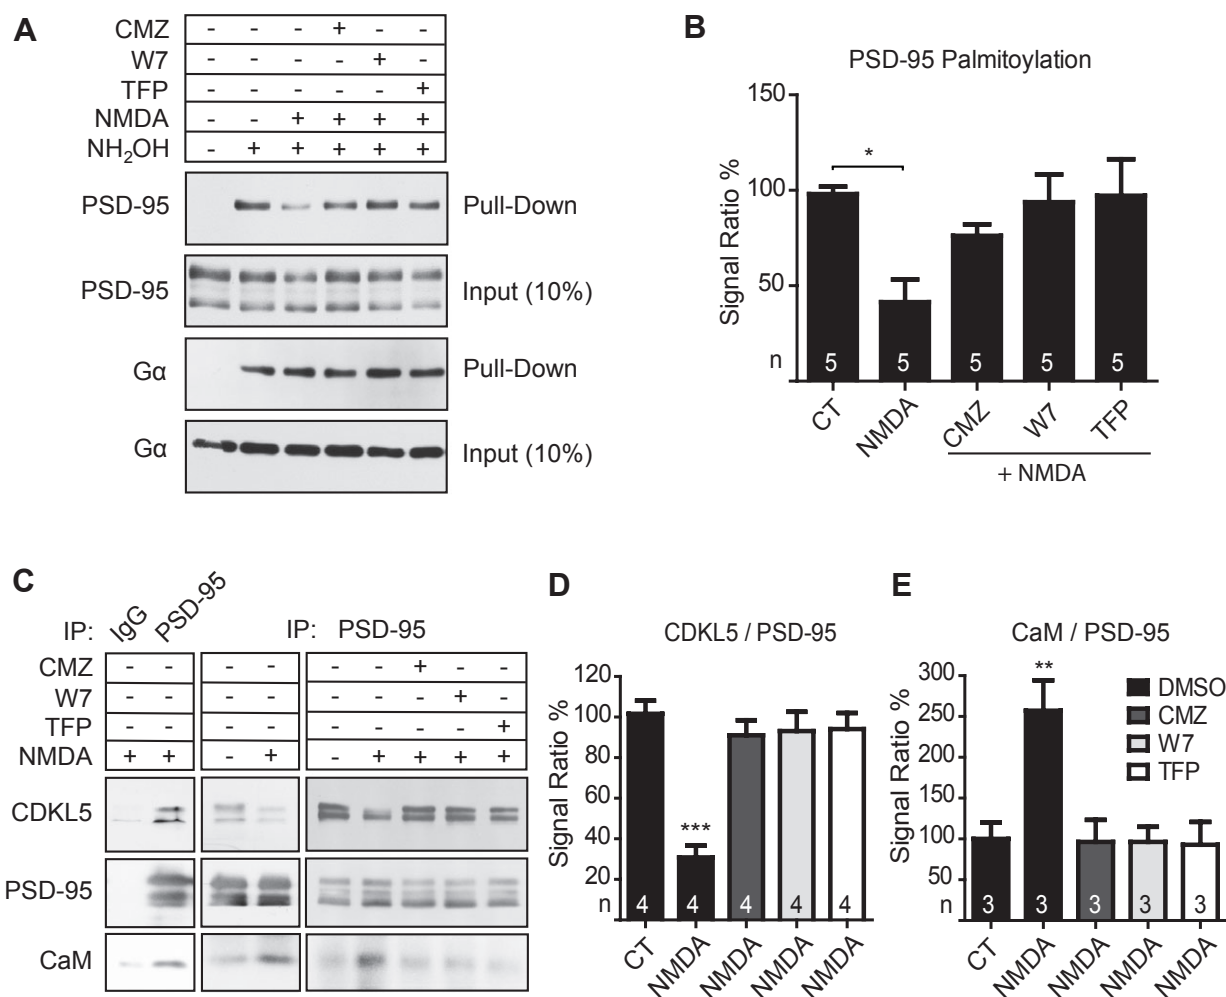 A
CMZ - - - + - -
W7 - - - - + -
TFP - - - - - +
NMDA - - + + + +
NH₂OH - + + + + +
PSD-95 Pull-Down
PSD-95 Input (10%)
Gα Pull-Down
Gα Input (10%)
B
PSD-95 Palmitoylation
Signal Ratio %
150
100
50
*
n 5 5 5 5 5
CT NMDA CMZ W7 TFP
+ NMDA
C
IP: IgG PSD-95 IP: PSD-95
CMZ - - - - - - + - -
W7 - - - - - - - + -
TFP - - - - - - - - +
NMDA + + - + - + + + +
CDKL5
PSD-95
CaM
D
CDKL5 / PSD-95
Signal Ratio %
120
100
80
60
40
20
***
n 4 4 4 4 4
CT NMDA NMDA NMDA NMDA
E
CaM / PSD-95
Signal Ratio %
300
250
200
150
100
50
**
DMSO
CMZ
W7
TFP
n 3 3 3 3 3
CT NMDA NMDA NMDA NMDA